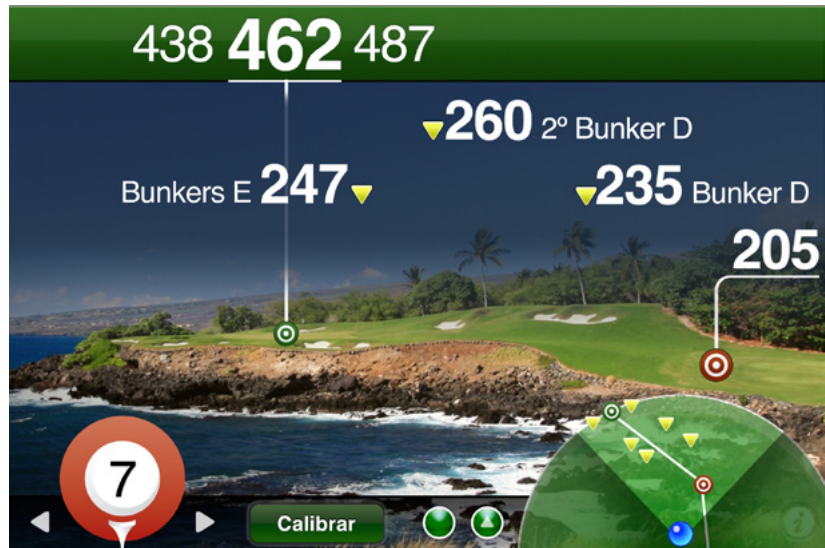 438 462 487
260 2º Bunker D
Bunkers E 247
235 Bunker D
205
7
Calibrar
i